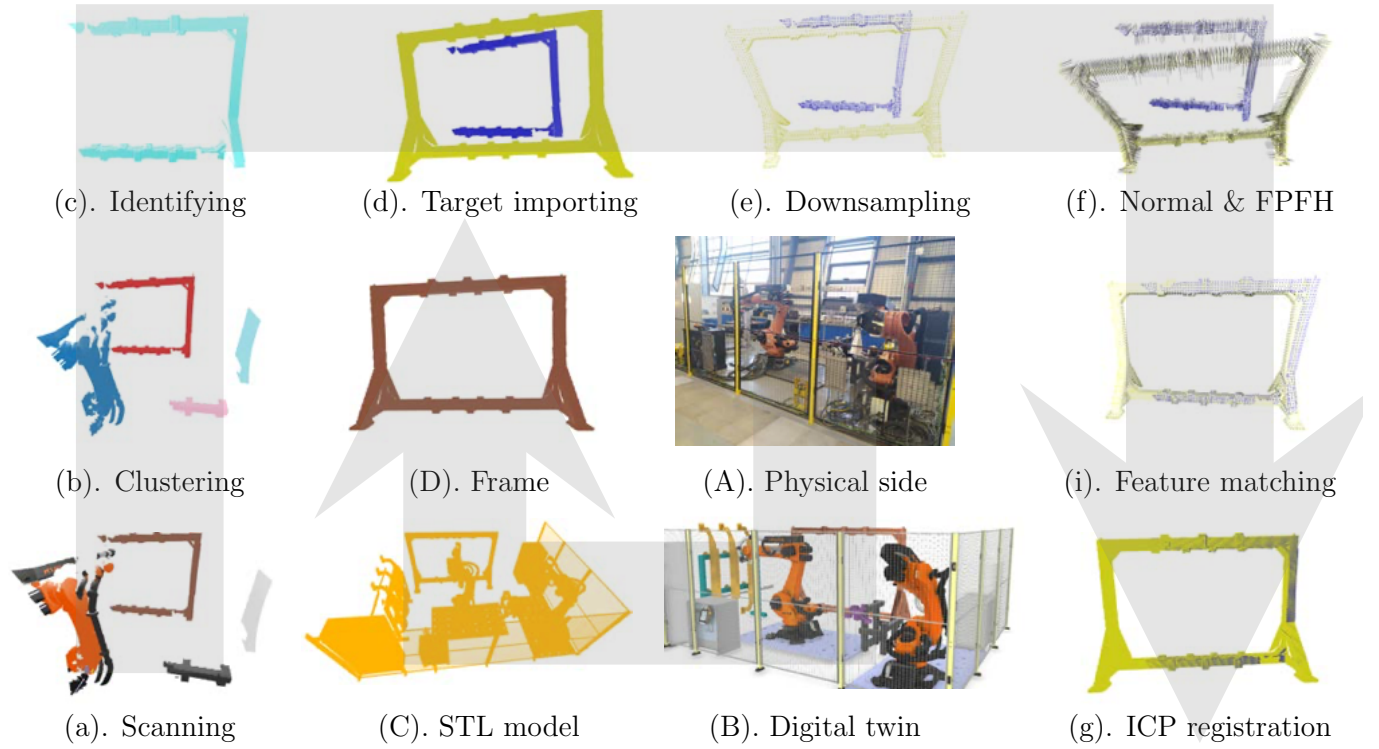 (c). Identifying
(d). Target importing
(e). Downsampling
(f). Normal & FPFH
(b). Clustering
(D). Frame
(A). Physical side
(i). Feature matching
(a). Scanning
(C). STL model
(B). Digital twin
(g). ICP registration